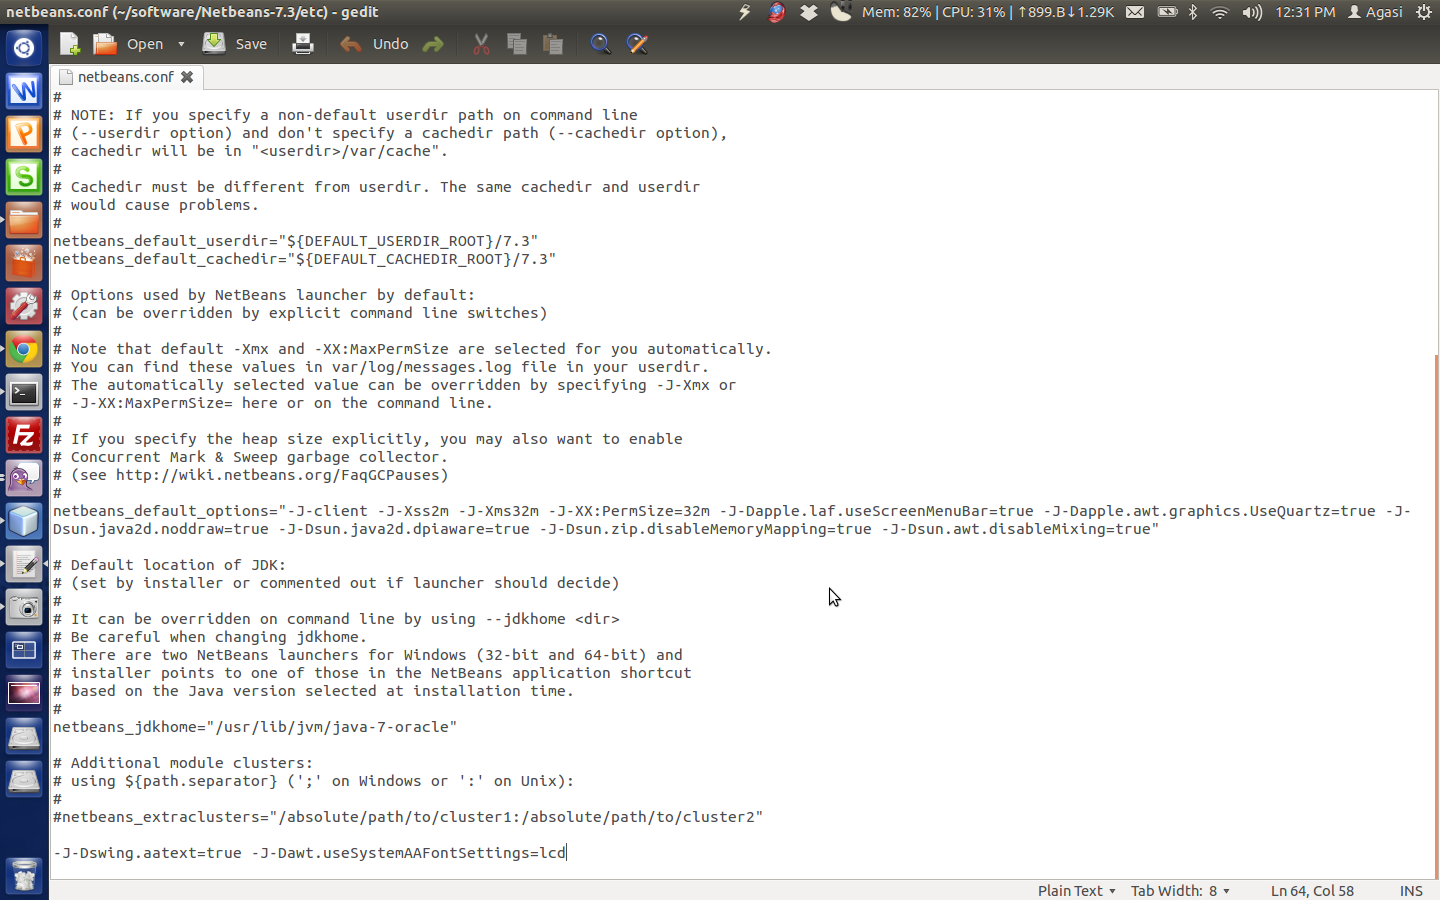 netbeans.conf (~/software/Netbeans-7.3/etc) - gedit
Mem: 82% | CPU: 31% | ↑899.B↓1.29K
12:31 PM
Agasi
Open
Save
Undo
netbeans.conf
#
# NOTE: If you specify a non-default userdir path on command line
# (--userdir option) and don't specify a cachedir path (--cachedir option),
# cachedir will be in "<userdir>/var/cache".
#
# Cachedir must be different from userdir. The same cachedir and userdir
# would cause problems.
#
netbeans_default_userdir="${DEFAULT_USERDIR_ROOT}/7.3"
netbeans_default_cachedir="${DEFAULT_CACHEDIR_ROOT}/7.3"
# Options used by NetBeans launcher by default:
# (can be overridden by explicit command line switches)
#
# Note that default -Xmx and -XX:MaxPermSize are selected for you automatically.
# You can find these values in var/log/messages.log file in your userdir.
# The automatically selected value can be overridden by specifying -J-Xmx or
# -J-XX:MaxPermSize= here or on the command line.
#
# If you specify the heap size explicitly, you may also want to enable
# Concurrent Mark & Sweep garbage collector.
# (see http://wiki.netbeans.org/FaqGCPauses)
#
netbeans_default_options="-J-client -J-Xss2m -J-Xms32m -J-XX:PermSize=32m -J-Dapple.laf.useScreenMenuBar=true -J-Dapple.awt.graphics.UseQuartz=true -J-
Dsun.java2d.noddraw=true -J-Dsun.java2d.dpiaware=true -J-Dsun.zip.disableMemoryMapping=true -J-Dsun.awt.disableMixing=true"
# Default location of JDK:
# (set by installer or commented out if launcher should decide)
#
# It can be overridden on command line by using --jdkhome <dir>
# Be careful when changing jdkhome.
# There are two NetBeans launchers for Windows (32-bit and 64-bit) and
# installer points to one of those in the NetBeans application shortcut
# based on the Java version selected at installation time.
#
netbeans_jdkhome="/usr/lib/jvm/java-7-oracle"
# Additional module clusters:
# using ${path.separator} (';' on Windows or ':' on Unix):
#
#netbeans_extraclusters="/absolute/path/to/cluster1:/absolute/path/to/cluster2"
-J-Dswing.aatext=true -J-Dawt.useSystemAAFontSettings=lcd
Plain Text
Tab Width: 8
Ln 64, Col 58
INS
W
P
S
Fz